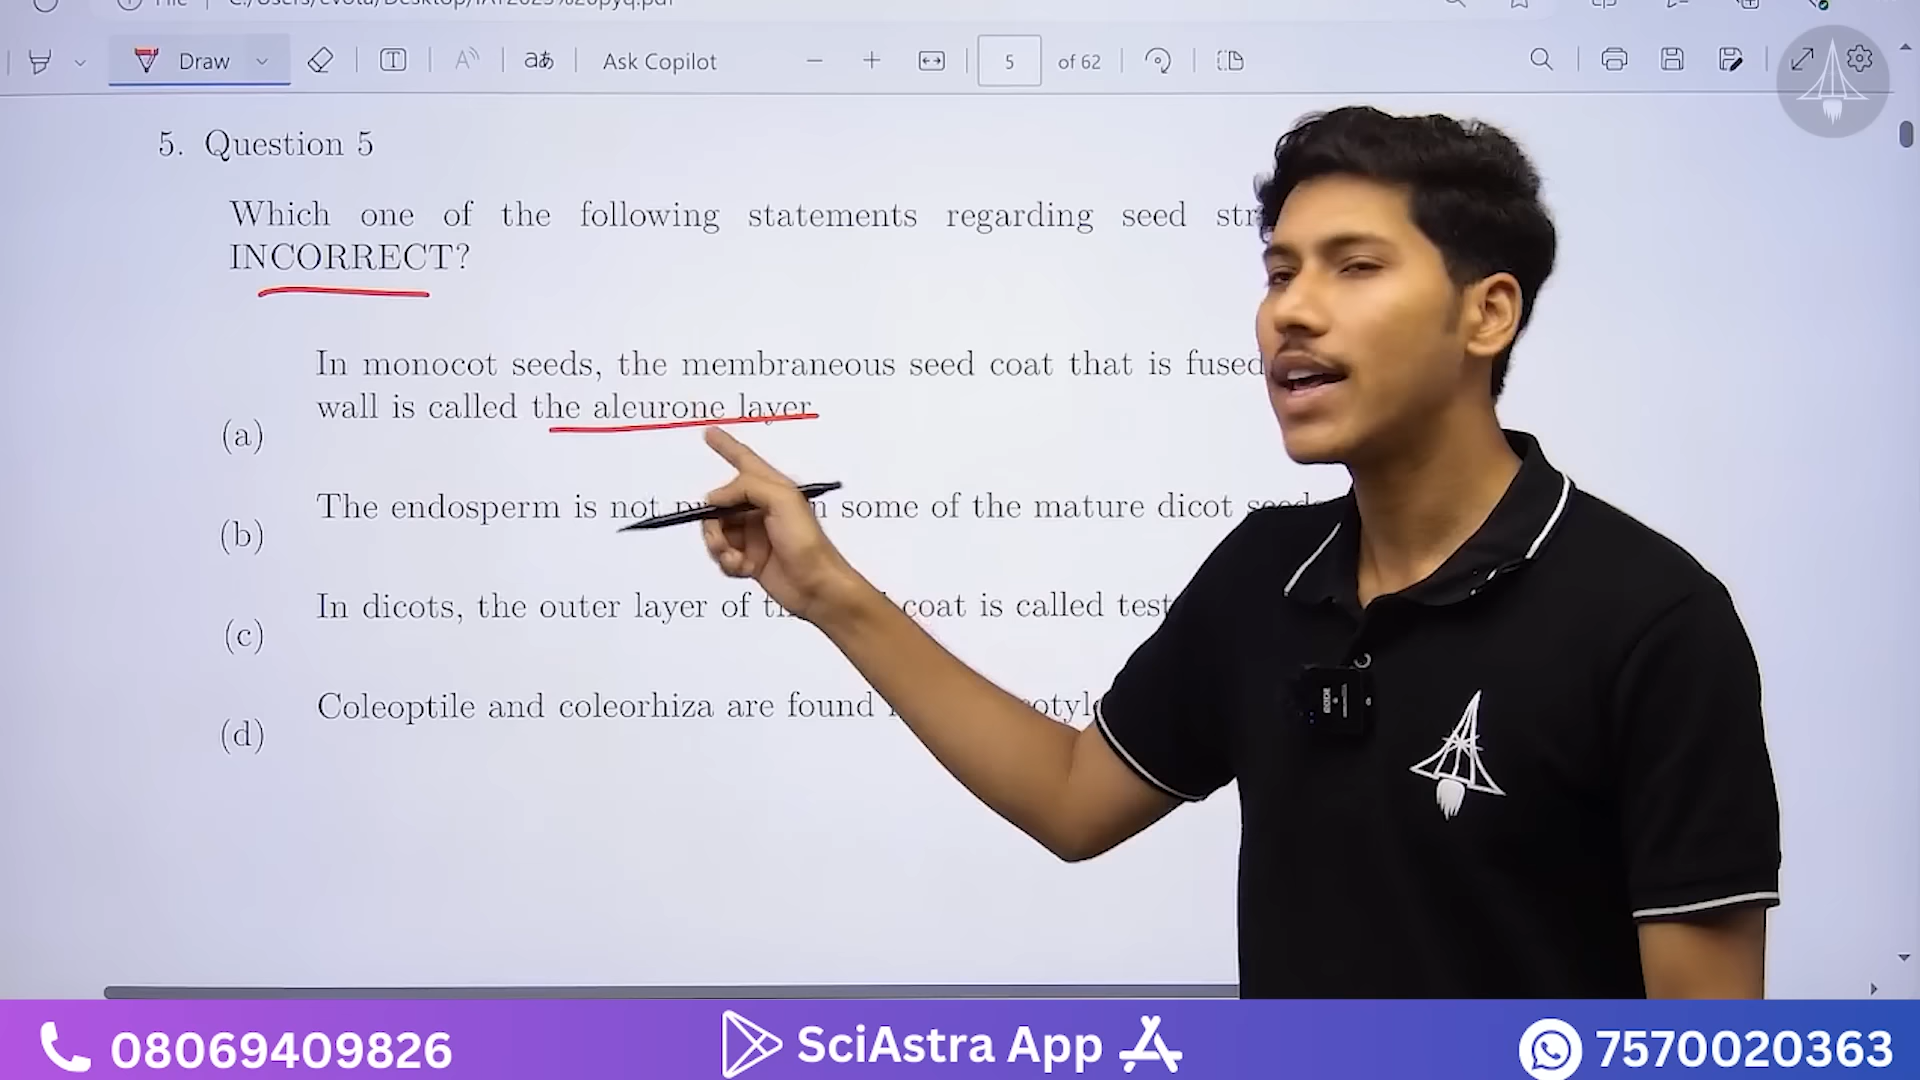 Draw
aあ
Ask Copilot
5
of 62
5. Question 5
Which one of the following statements regarding seed
INCORRECT?
In monocot seeds, the membraneous seed coat that is fused
wall is called the aleurone layer
(a)
The endosperm is not some of the mature dicot
(b)
In dicots, the outer layer of coat is called
(c)
Coleoptile and coleorhiza are found
(d)
08069409826
SciAstra App
7570020363